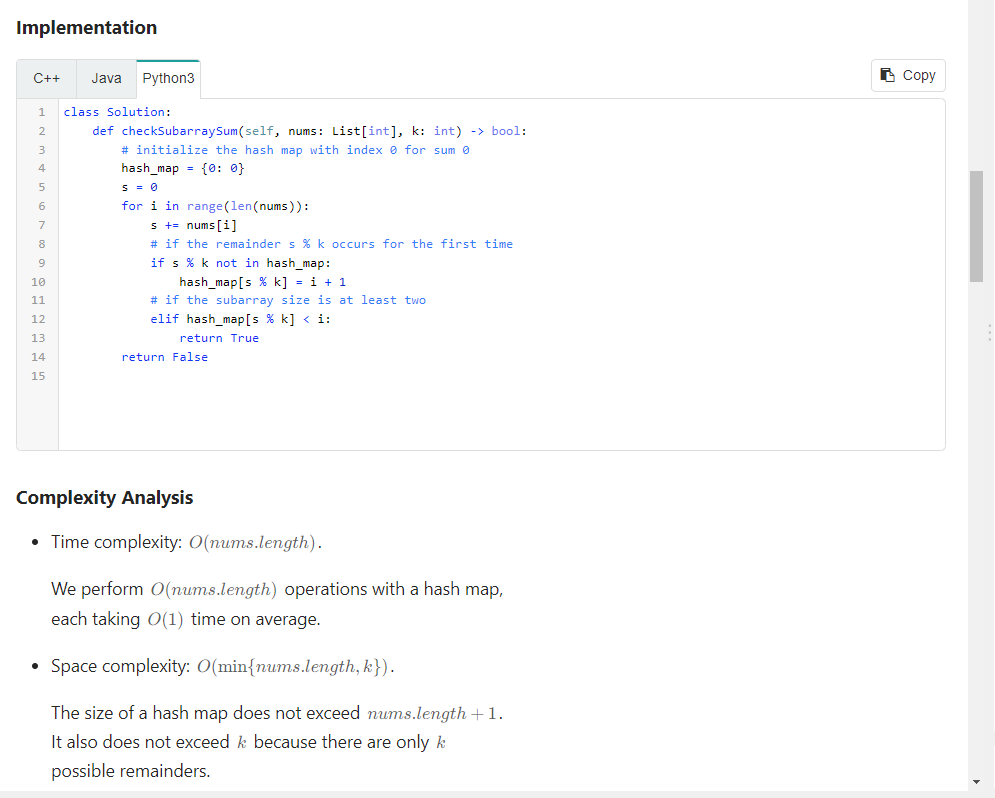 Implementation
C++ Java Python3 Copy
1 class Solution:
2     def checkSubarraySum(self, nums: List[int], k: int) -> bool:
3         # initialize the hash map with index 0 for sum 0
4         hash_map = {0: 0}
5         s = 0
6         for i in range(len(nums)):
7             s += nums[i]
8             # if the remainder s % k occurs for the first time
9             if s % k not in hash_map:
10                 hash_map[s % k] = i + 1
11             # if the subarray size is at least two
12             elif hash_map[s % k] < i:
13                 return True
14         return False
15
Complexity Analysis
• Time complexity: O(nums.length).
We perform O(nums.length) operations with a hash map,
each taking O(1) time on average.
• Space complexity: O(min{nums.length, k}).
The size of a hash map does not exceed nums.length + 1.
It also does not exceed k because there are only k
possible remainders.